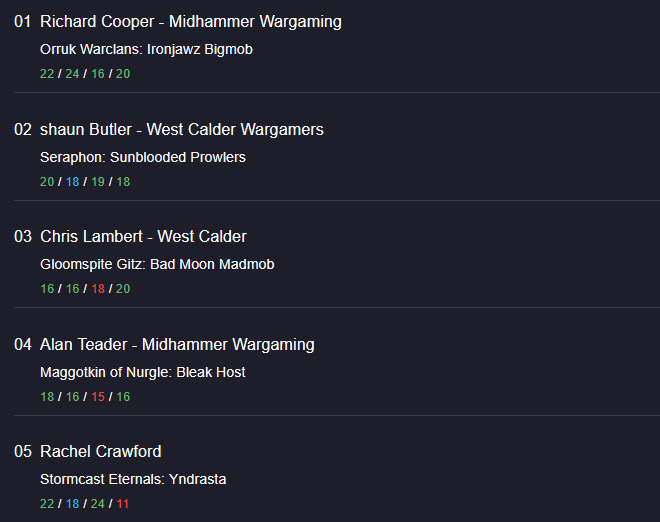 01 Richard Cooper - Midhammer Wargaming
Orruk Warclans: Ironjawz Bigmob
22 / 24 / 16 / 20
02 shaun Butler - West Calder Wargamers
Seraphon: Sunblooded Prowlers
20 / 18 / 19 / 18
03 Chris Lambert - West Calder
Gloomspite Gitz: Bad Moon Madmob
16 / 16 / 18 / 20
04 Alan Teader - Midhammer Wargaming
Maggotkin of Nurgle: Bleak Host
18 / 16 / 15 / 16
05 Rachel Crawford
Stormcast Eternals: Yndrasta
22 / 18 / 24 / 11